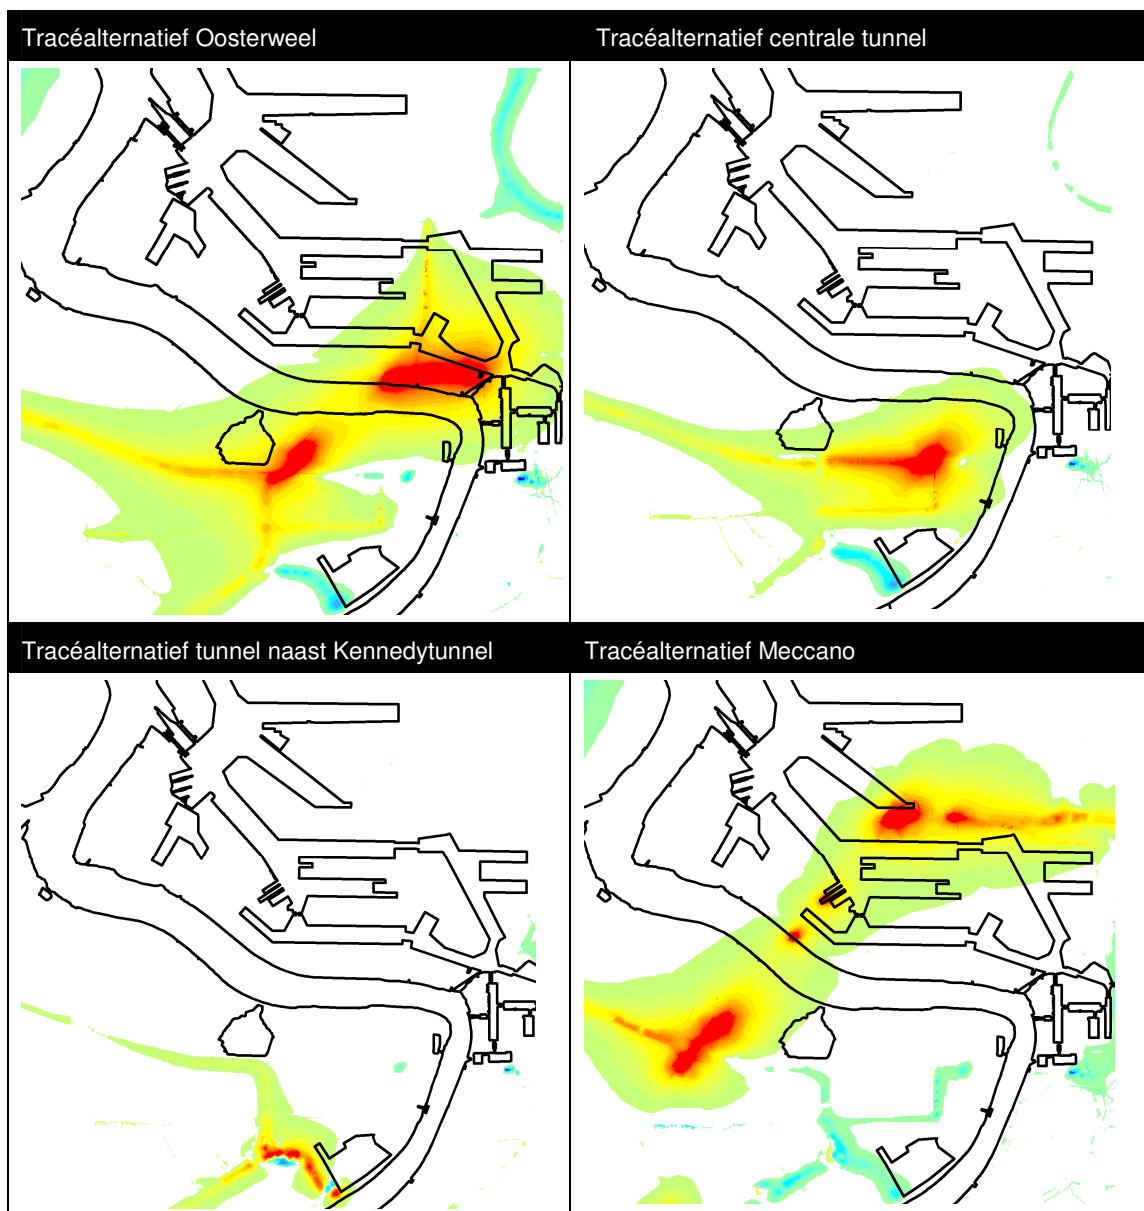 Tracéalternatief Oosterweel
Tracéalternatief centrale tunnel
Tracéalternatief tunnel naast Kennedytunnel
Tracéalternatief Meccano